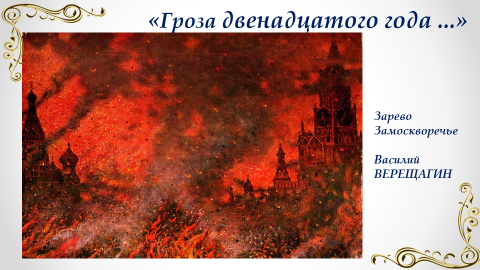 «Гроза двенадцатого года ...»
Зарево
Замоскворечье
Василий
ВЕРЕЩАГИН